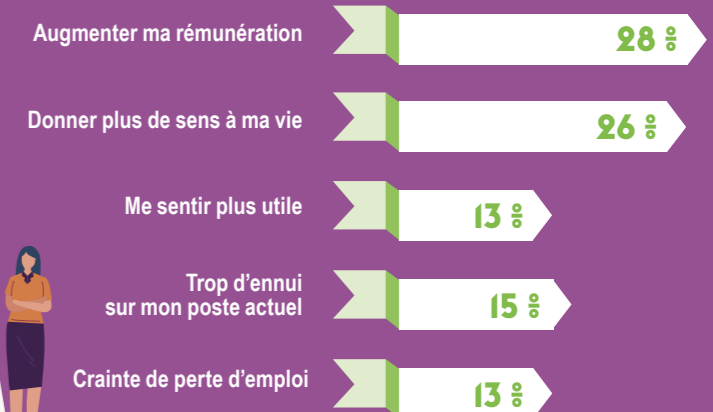 Augmenter ma rémunération
28 %
Donner plus de sens à ma vie
26 %
Me sentir plus utile
13 %
Trop d’ennui
sur mon poste actuel
15 %
Crainte de perte d’emploi
13 %